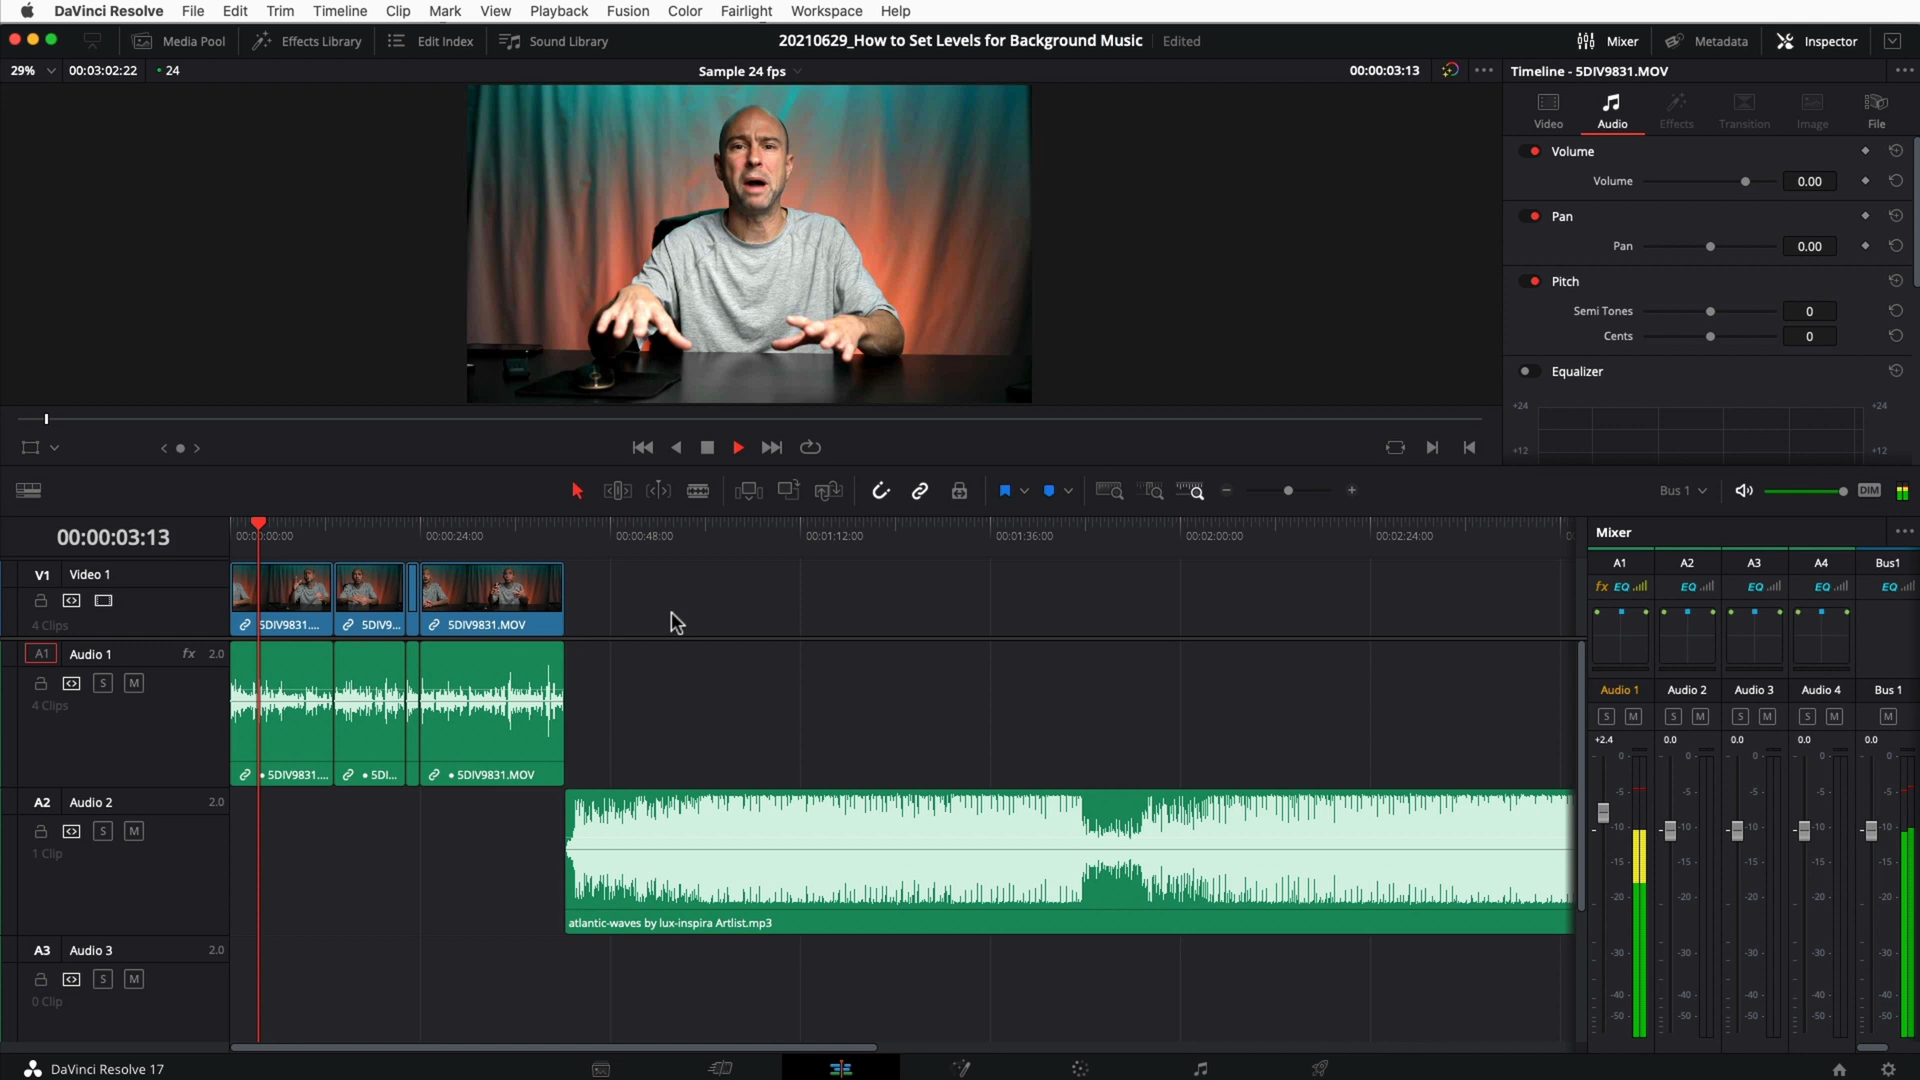 DaVinci Resolve File Edit Trim Timeline Clip Mark View Playback Fusion Color Fairlight Workspace Help
Media Pool Effects Library Edit Index Sound Library 20210629_How to Set Levels for Background Music Edited Mixer Metadata Inspector
29% 00:03:02:22 24 Sample 24 fps 00:00:03:13 Timeline - 5DIV9831.MOV
Video Audio Effects Transition Image File
Volume
Volume 0.00
Pan
Pan 0.00
Pitch
Semi Tones 0
Cents 0
Equalizer
+24 +24
+12 +12
Bus 1 DIM
00:00:03:13 00:00:00:00 00:00:24:00 00:00:48:00 00:01:12:00 00:01:36:00 00:02:00:00 00:02:24:00 Mixer
A1 A2 A3 A4 Bus1
fx EQ EQ EQ EQ EQ
V1 Video 1
4 Clips 5DIV9831.... 5DIV9... 5DIV9831.MOV
A1 Audio 1 fx 2.0
S M
4 Clips
5DIV9831.... 5DI... 5DIV9831.MOV
Audio 1 Audio 2 Audio 3 Audio 4 Bus 1
S M S M S M S M M
+2.4 0.0 0.0 0.0 0.0
0 0 0 0 0
-5 -5 -5 -5 -5
-10 -10 -10 -10 -10
-15 -15 -15 -15 -15
-20 -20 -20 -20 -20
-30 -30 -30 -30 -30
-40 -40 -40 -40 -40
-50 -50 -50 -50 -50
A2 Audio 2 2.0
S M
1 Clip
atlantic-waves by lux-inspira Artlist.mp3
A3 Audio 3 2.0
S M
0 Clip
DaVinci Resolve 17